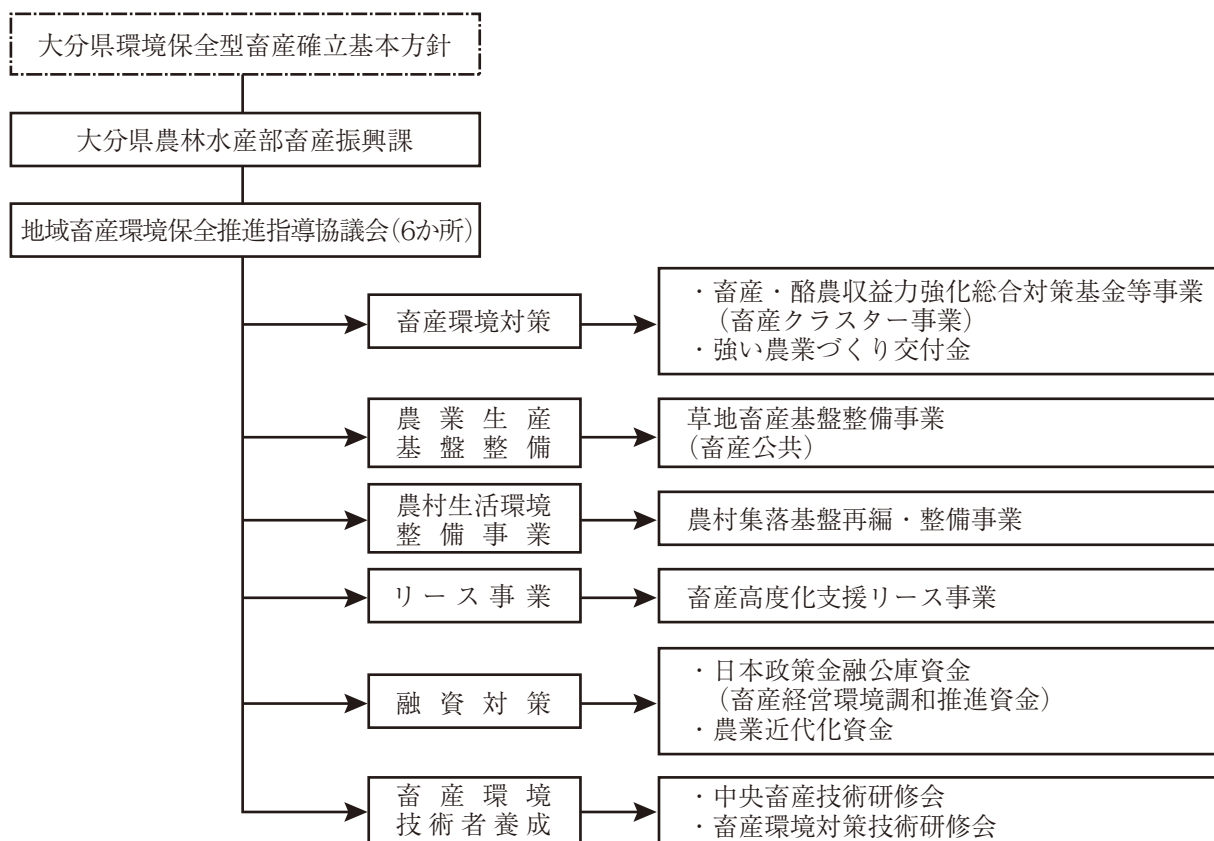 大分県環境保全型畜産確立基本方針
大分県農林水産部畜産振興課
地域畜産環境保全推進指導協議会(6か所)
畜産環境対策
・畜産・酪農収益力強化総合対策基金等事業
（畜産クラスター事業）
・強い農業づくり交付金
農業生産
基盤整備
草地畜産基盤整備事業
（畜産公共）
農村生活環境
整備事業
農村集落基盤再編・整備事業
リース事業
畜産高度化支援リース事業
融資対策
・日本政策金融公庫資金
（畜産経営環境調和推進資金）
・農業近代化資金
畜産環境
技術者養成
・中央畜産技術研修会
・畜産環境対策技術研修会